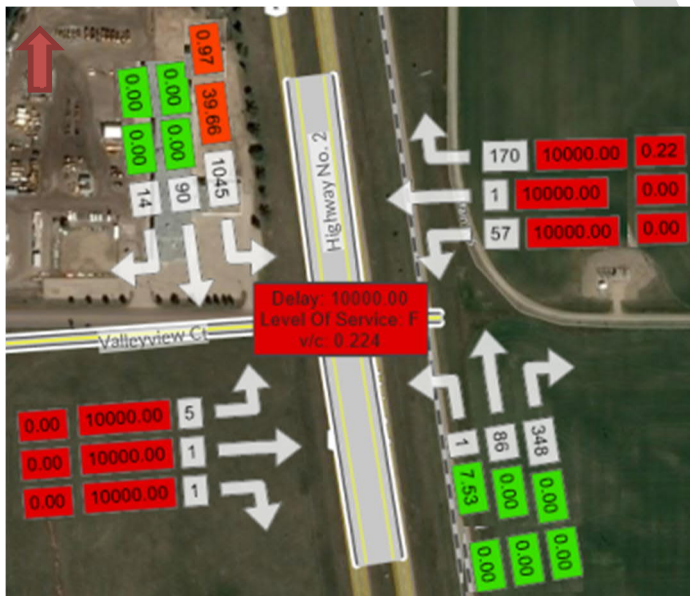 0.97
0.00
0.00
39.66
0.00
0.00
1045
90
14
Highway No. 2
170 10000.00 0.22
1 10000.00 0.00
57 10000.00 0.00
Delay: 10000.00
Level Of Service: F
v/c: 0.224
Valleyview Ct
0.00 10000.00 5
0.00 10000.00 1
0.00 10000.00 1
1
86
348
7.53
0.00
0.00
0.00
0.00
0.00